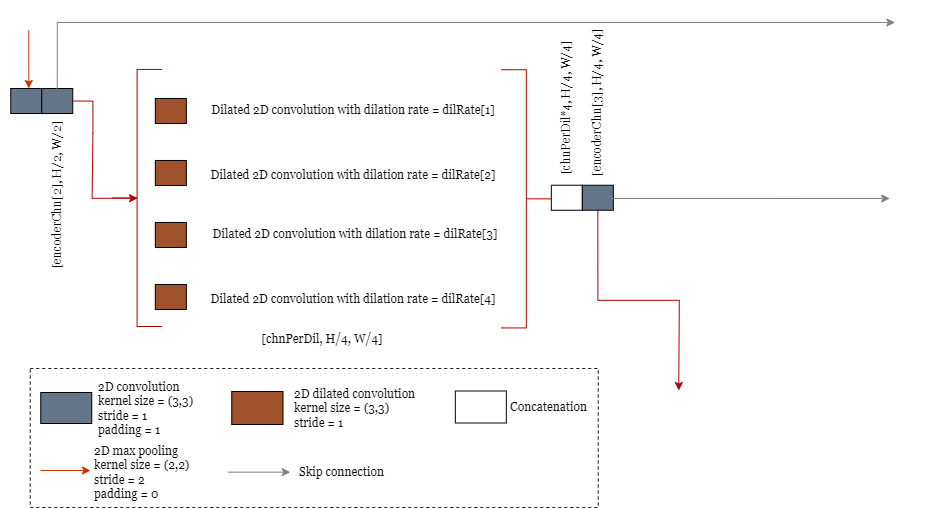 [encoderChn[2], H/2, W/2]
Dilated 2D convolution with dilation rate = dilRate[1]
Dilated 2D convolution with dilation rate = dilRate[2]
Dilated 2D convolution with dilation rate = dilRate[3]
Dilated 2D convolution with dilation rate = dilRate[4]
[chnPerDil, H/4, W/4]
[chnPerDil*4, H/4, W/4]
[encoderChn[3], H/4, W/4]
2D convolution
kernel size = (3,3)
stride = 1
padding = 1
2D dilated convolution
kernel size = (3,3)
stride = 1
Concatenation
2D max pooling
kernel size = (2,2)
stride = 2
padding = 0
Skip connection